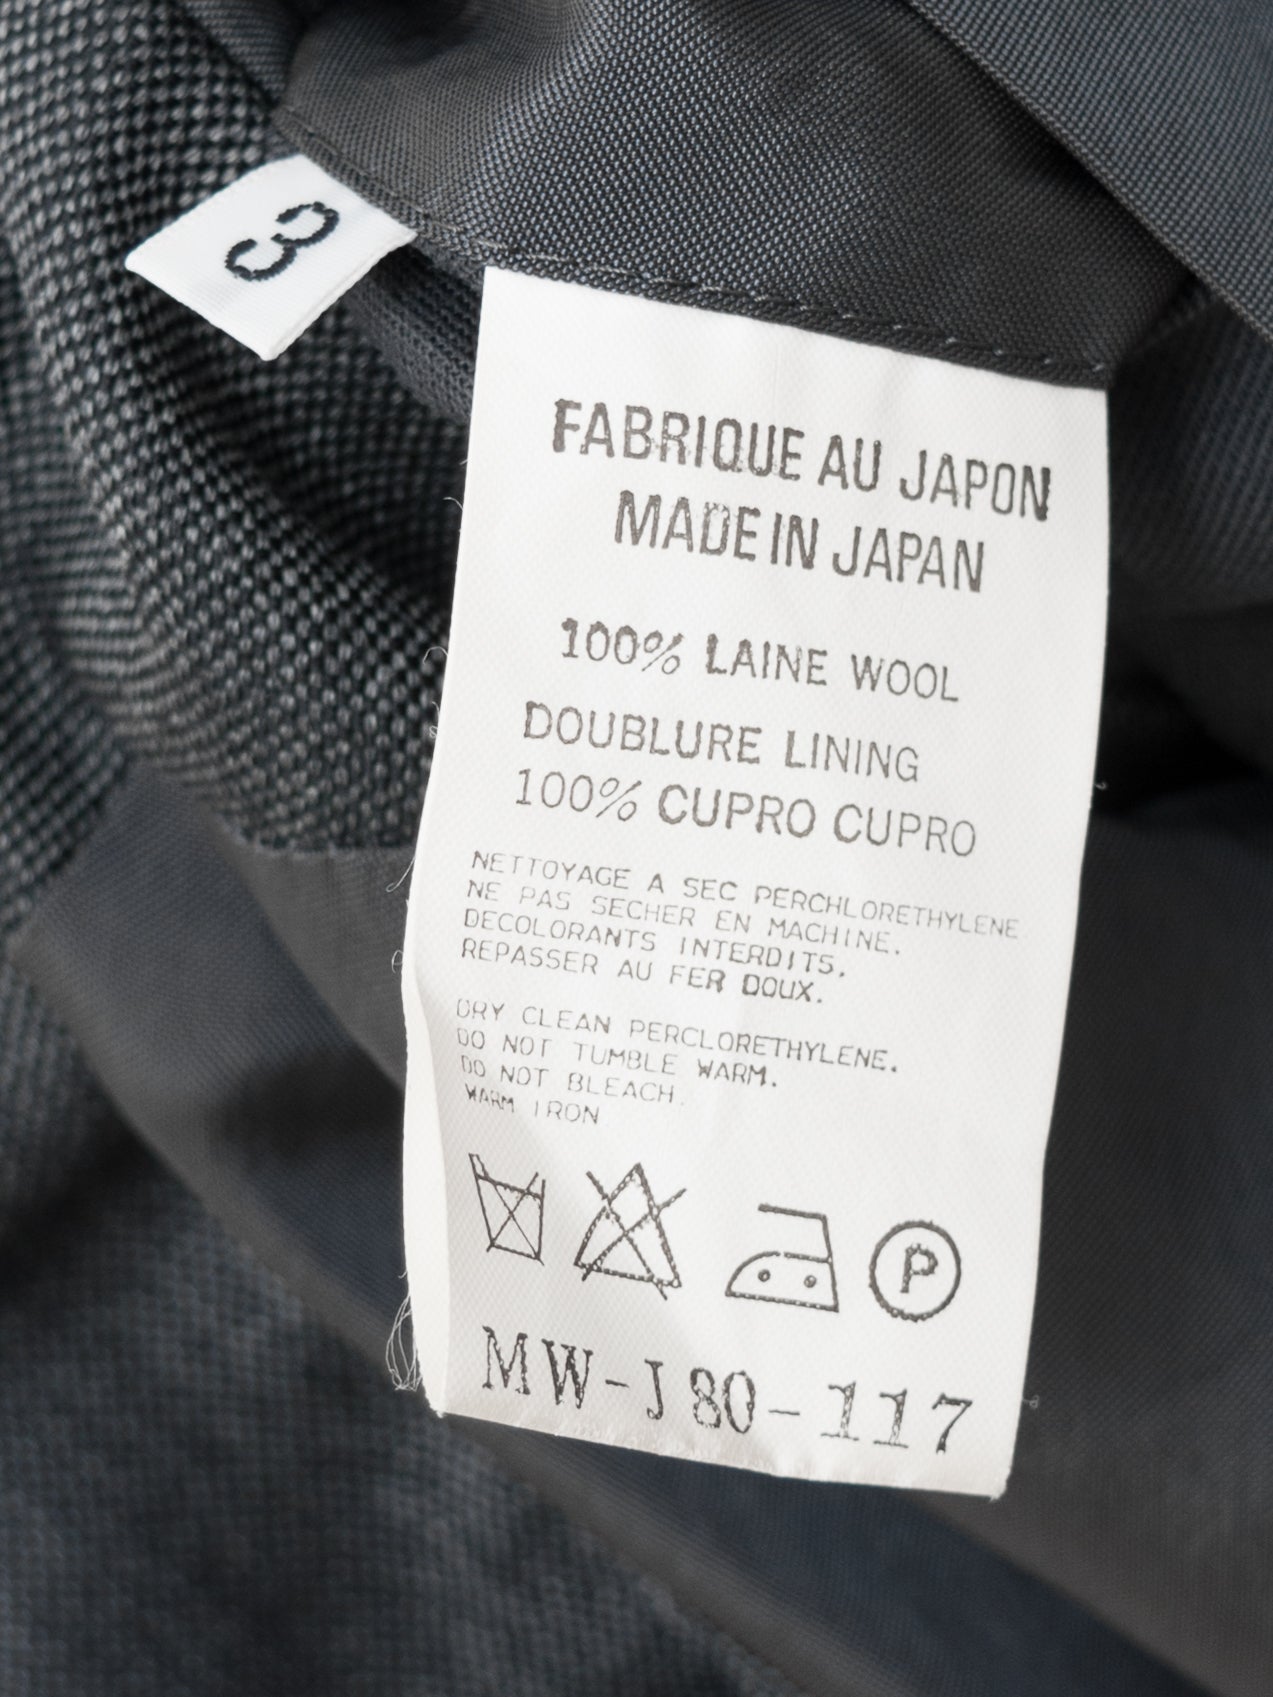 3
FABRIQUE AU JAPON
MADE IN JAPAN
100% LAINE WOOL
DOUBLURE LINING
100% CUPRO CUPRO
NETTOYAGE A SEC PERCHLORETHYLENE
NE PAS SECHER EN MACHINE.
DECOLORANTS INTERDITS.
REPASSER AU FER DOUX.
DRY CLEAN PERCLORETHYLENE.
DO NOT TUMBLE WARM.
DO NOT BLEACH.
WARM IRON
P
MW-J80-117